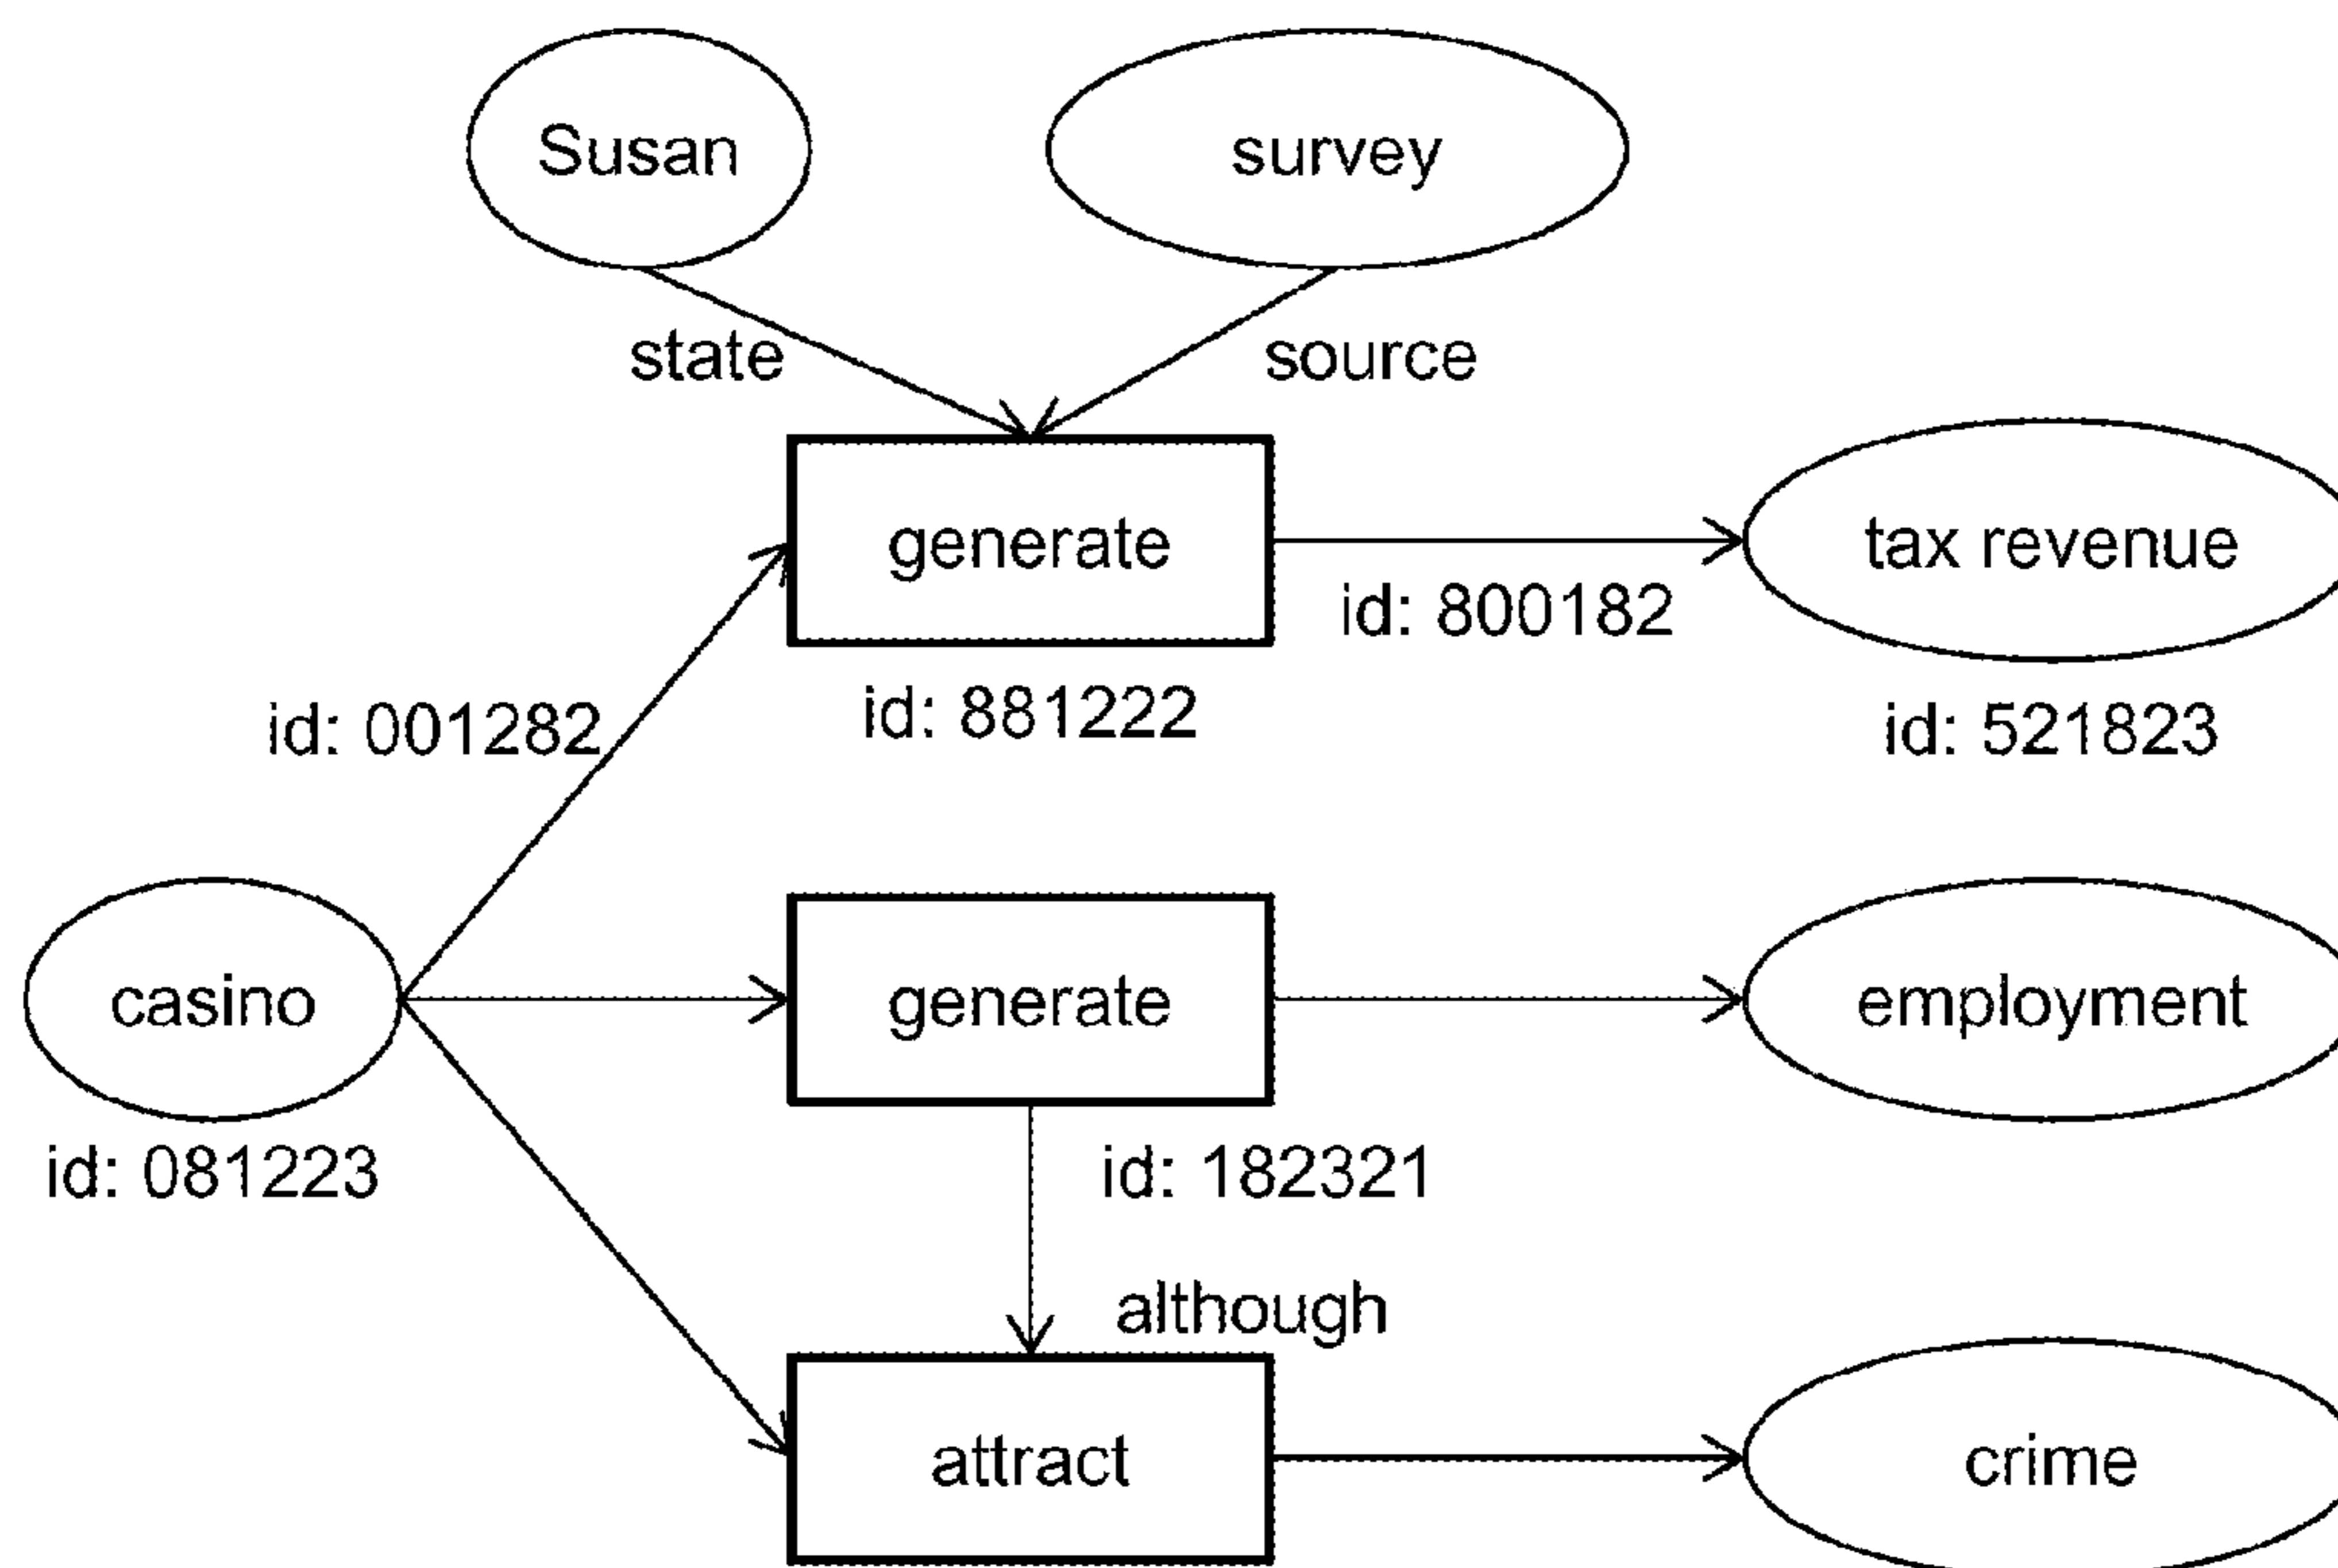 Susan
survey
state
source
generate
tax revenue
id: 800182
id: 881222
id: 001282
id: 521823
casino
generate
employment
id: 081223
id: 182321
although
attract
crime